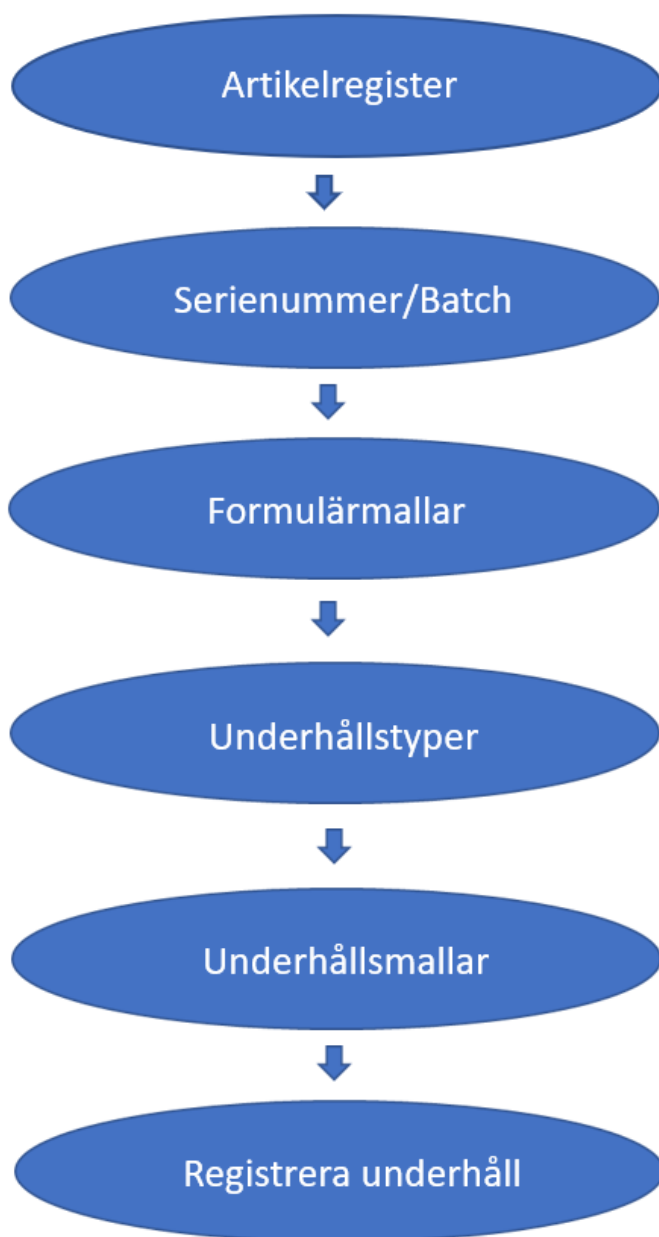 Artikelregister
Serienummer/Batch
Formulärmallar
Underhållstyper
Underhållsmallar
Registrera underhåll